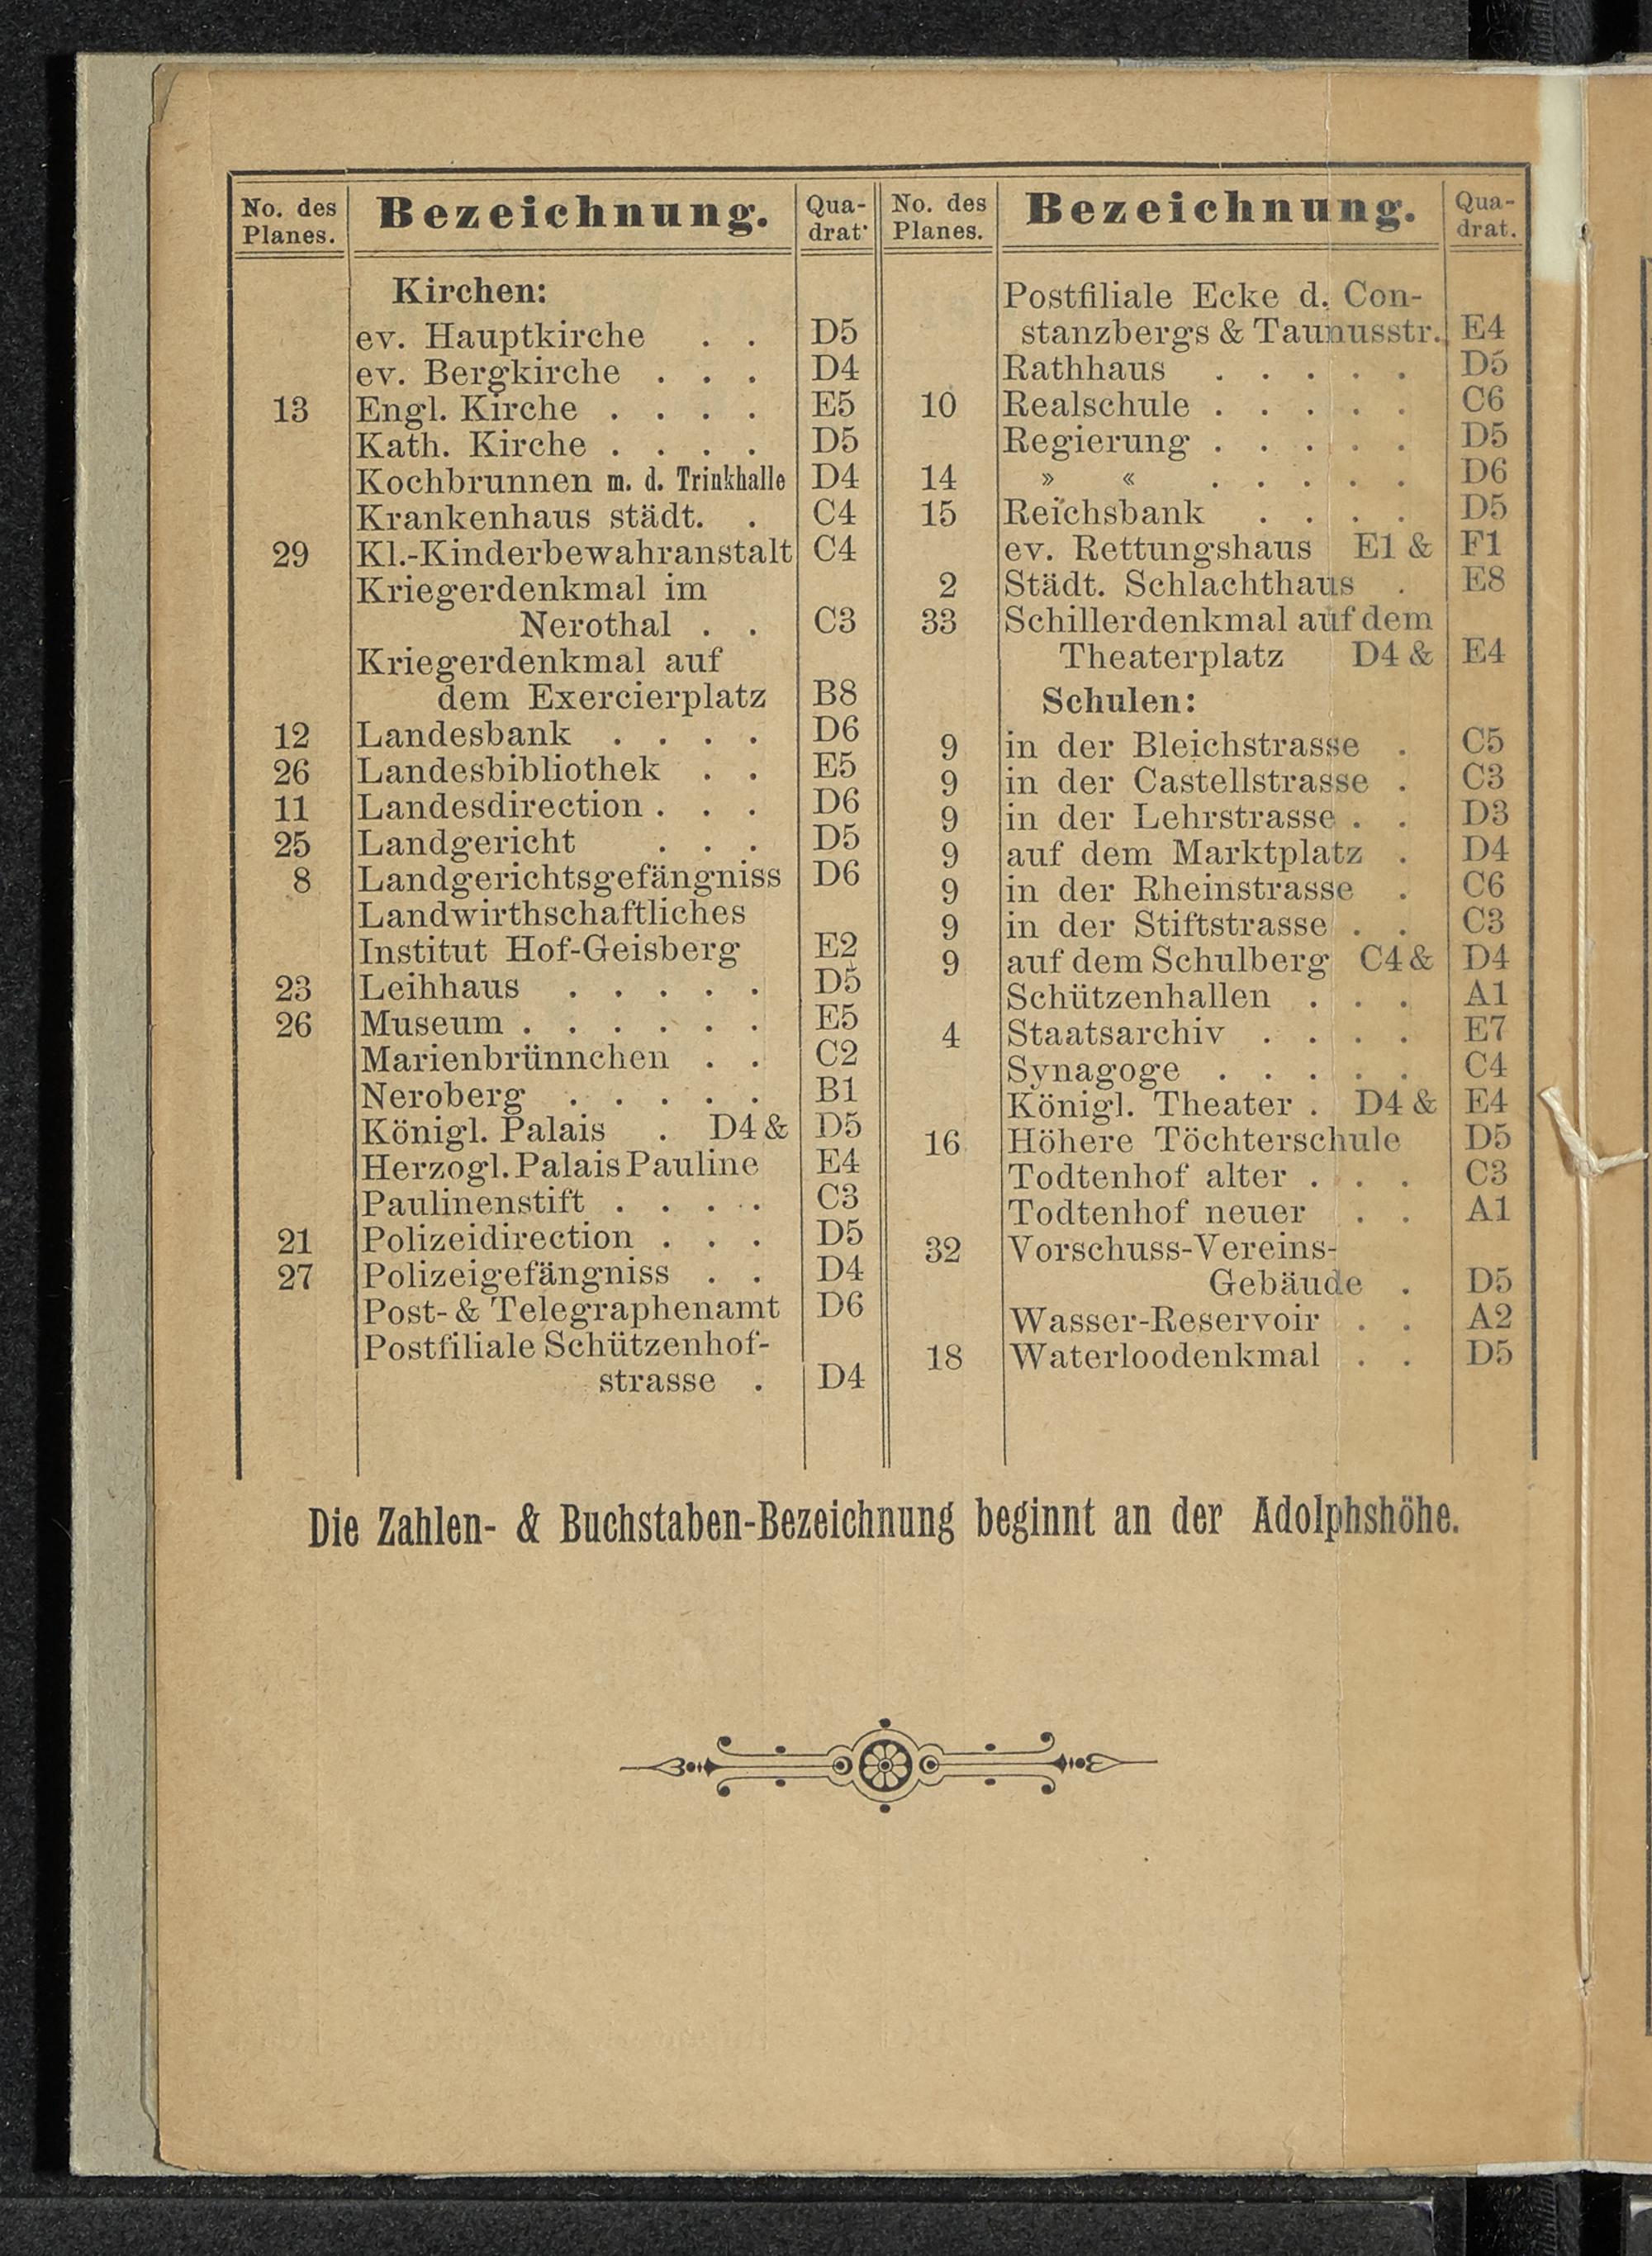 No. des Planes. Bezeichnung. Qua-drat.
Kirchen:
ev. Hauptkirche . . D5
ev. Bergkirche . . . D4
13 Engl. Kirche . . . . E5
Kath. Kirche . . . . D5
Kochbrunnen m. d. Trinkhalle D4
Krankenhaus städt. . C4
29 Kl.-Kinderbewahranstalt C4
Kriegerdenkmal im
Nerothal . . C3
Kriegerdenkmal auf
dem Exercierplatz B8
12 Landesbank . . . . D6
26 Landesbibliothek . . E5
11 Landesdirection . . . D6
25 Landgericht . . . D5
8 Landgerichtsgefängniss D6
Landwirthschaftliches
Institut Hof-Geisberg E2
23 Leihhaus . . . . . D5
26 Museum . . . . . . E5
Marienbrünnchen . . C2
Neroberg . . . . . B1
Königl. Palais . D4 & D5
Herzogl. Palais Pauline E4
Paulinenstift . . . . C3
21 Polizeidirection . . . D5
27 Polizeigefängniss . . D4
Post- & Telegraphenamt D6
Postfiliale Schützenhof-
strasse . D4
No. des Planes. Bezeichnung. Qua-drat.
Postfiliale Ecke d. Con-
stanzbergs & Taunusstr. E4
Rathhaus . . . . . D5
10 Realschule . . . . . C6
Regierung . . . . . D5
14 » « . . . . . D6
15 Reichsbank . . . . D5
ev. Rettungshaus E1 & F1
2 Städt. Schlachthaus . E8
33 Schillerdenkmal auf dem
Theaterplatz D4 & E4
Schulen:
9 in der Bleichstrasse . C5
9 in der Castellstrasse . C3
9 in der Lehrstrasse . . D3
9 auf dem Marktplatz . D4
9 in der Rheinstrasse . C6
9 in der Stiftstrasse . . C3
9 auf dem Schulberg C4 & D4
Schützenhallen . . . A1
4 Staatsarchiv . . . . E7
Synagoge . . . . . C4
Königl. Theater . D4 & E4
16 Höhere Töchterschule D5
Todtenhof alter . . . C3
Todtenhof neuer . . A1
32 Vorschuss-Vereins-
Gebäude . D5
Wasser-Reservoir . . A2
18 Waterloodenkmal . . D5
Die Zahlen- & Buchstaben-Bezeichnung beginnt an der Adolphshöhe.